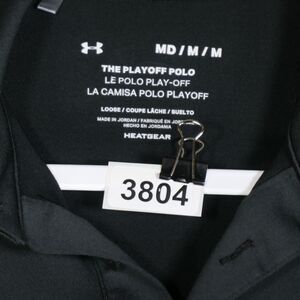 MD / M / M
THE PLAYOFF POLO
LE POLO PLAY-OFF
LA CAMISA POLO PLAYOFF
LOOSE / COUPE LÂCHE / SUELTO
MADE IN JORDAN / FABRIQUÉ EN JORDANIE
HECHO EN JORDANIA
HEATGEAR
3804